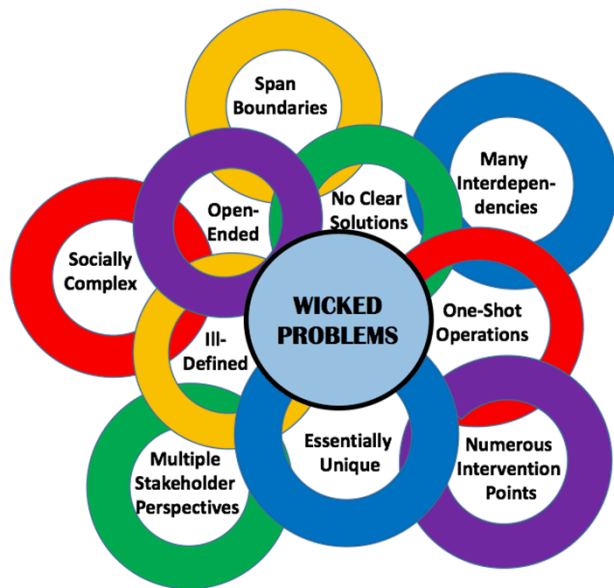 Span
Boundaries
Many
Interdepen-
dencies
No Clear
Solutions
Open-
Ended
Socially
Complex
WICKED
PROBLEMS
One-Shot
Operations
Ill-
Defined
Essentially
Unique
Numerous
Intervention
Points
Multiple
Stakeholder
Perspectives